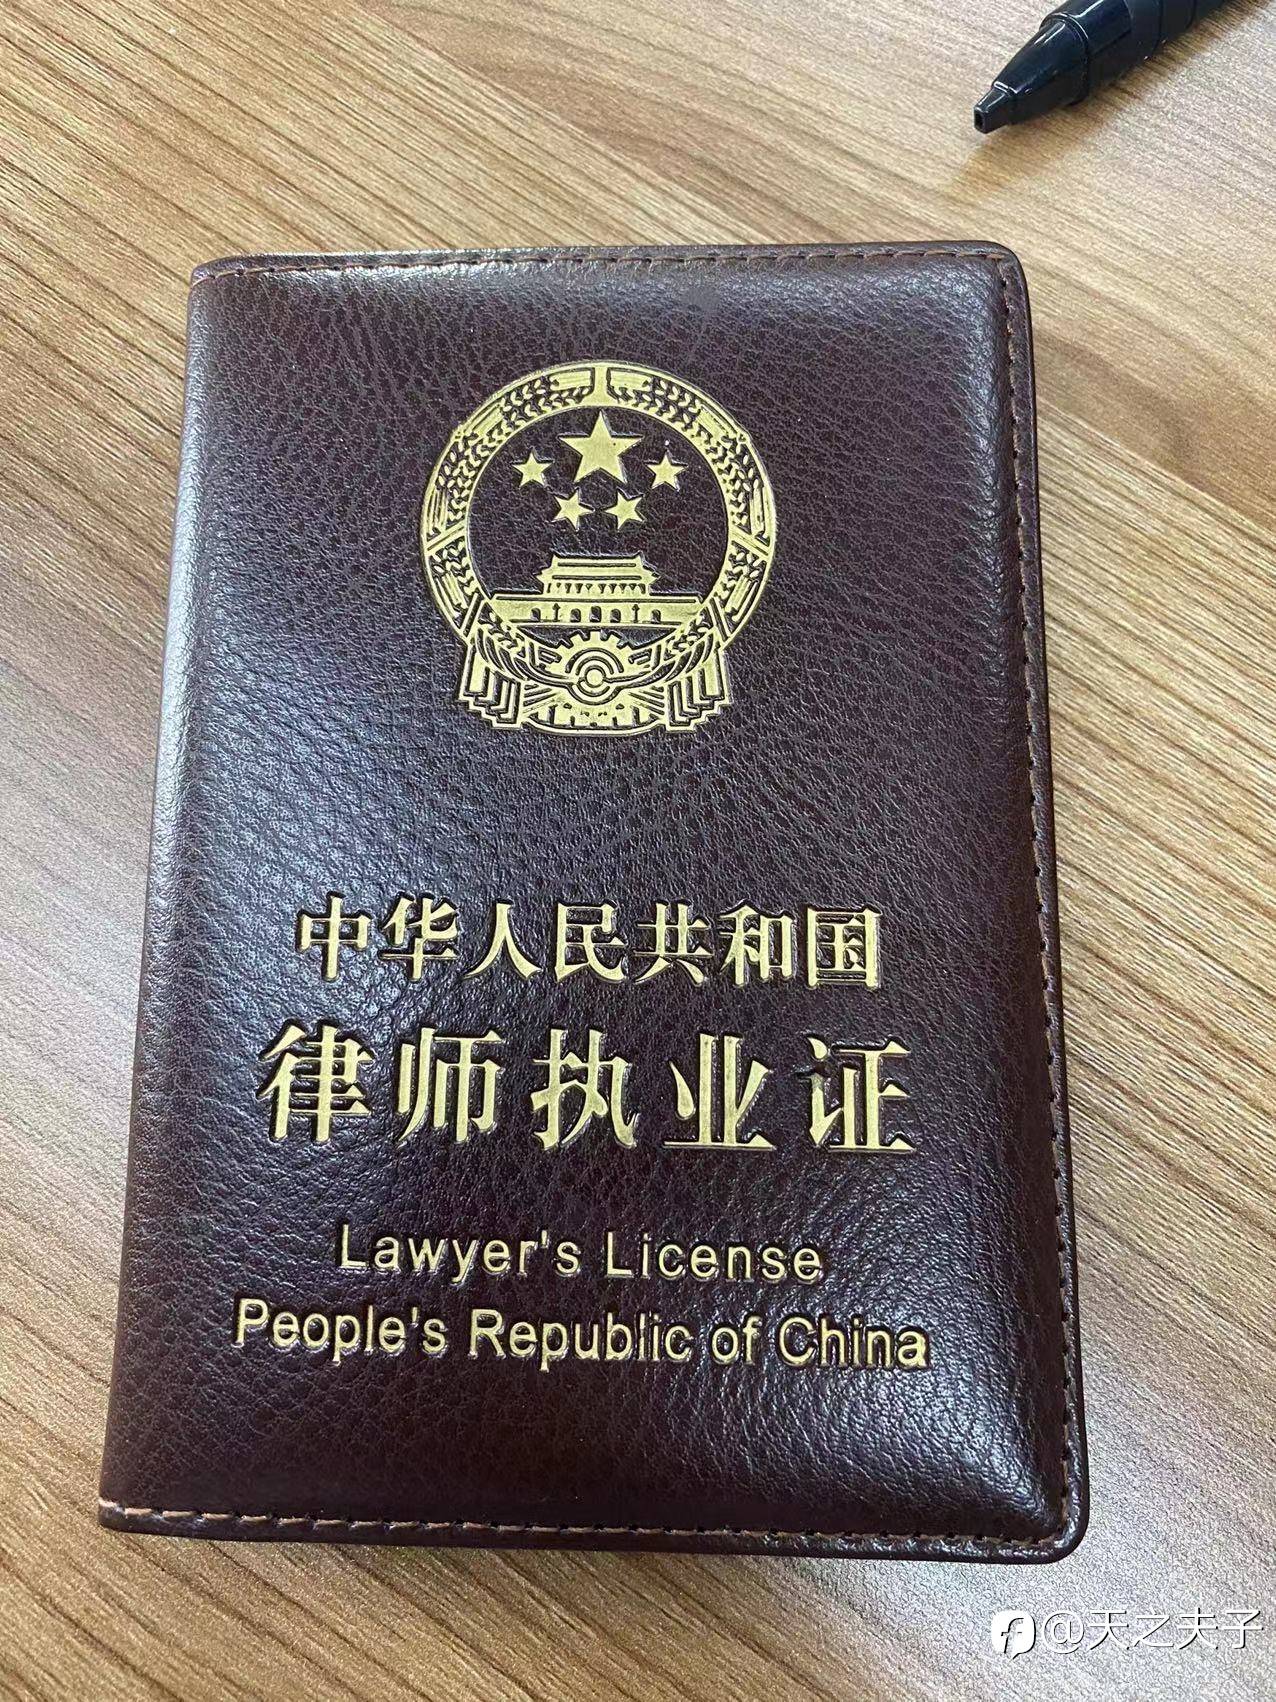 中华人民共和国
律师执业证
Lawyer's License
People's Republic of China
@天之夫子